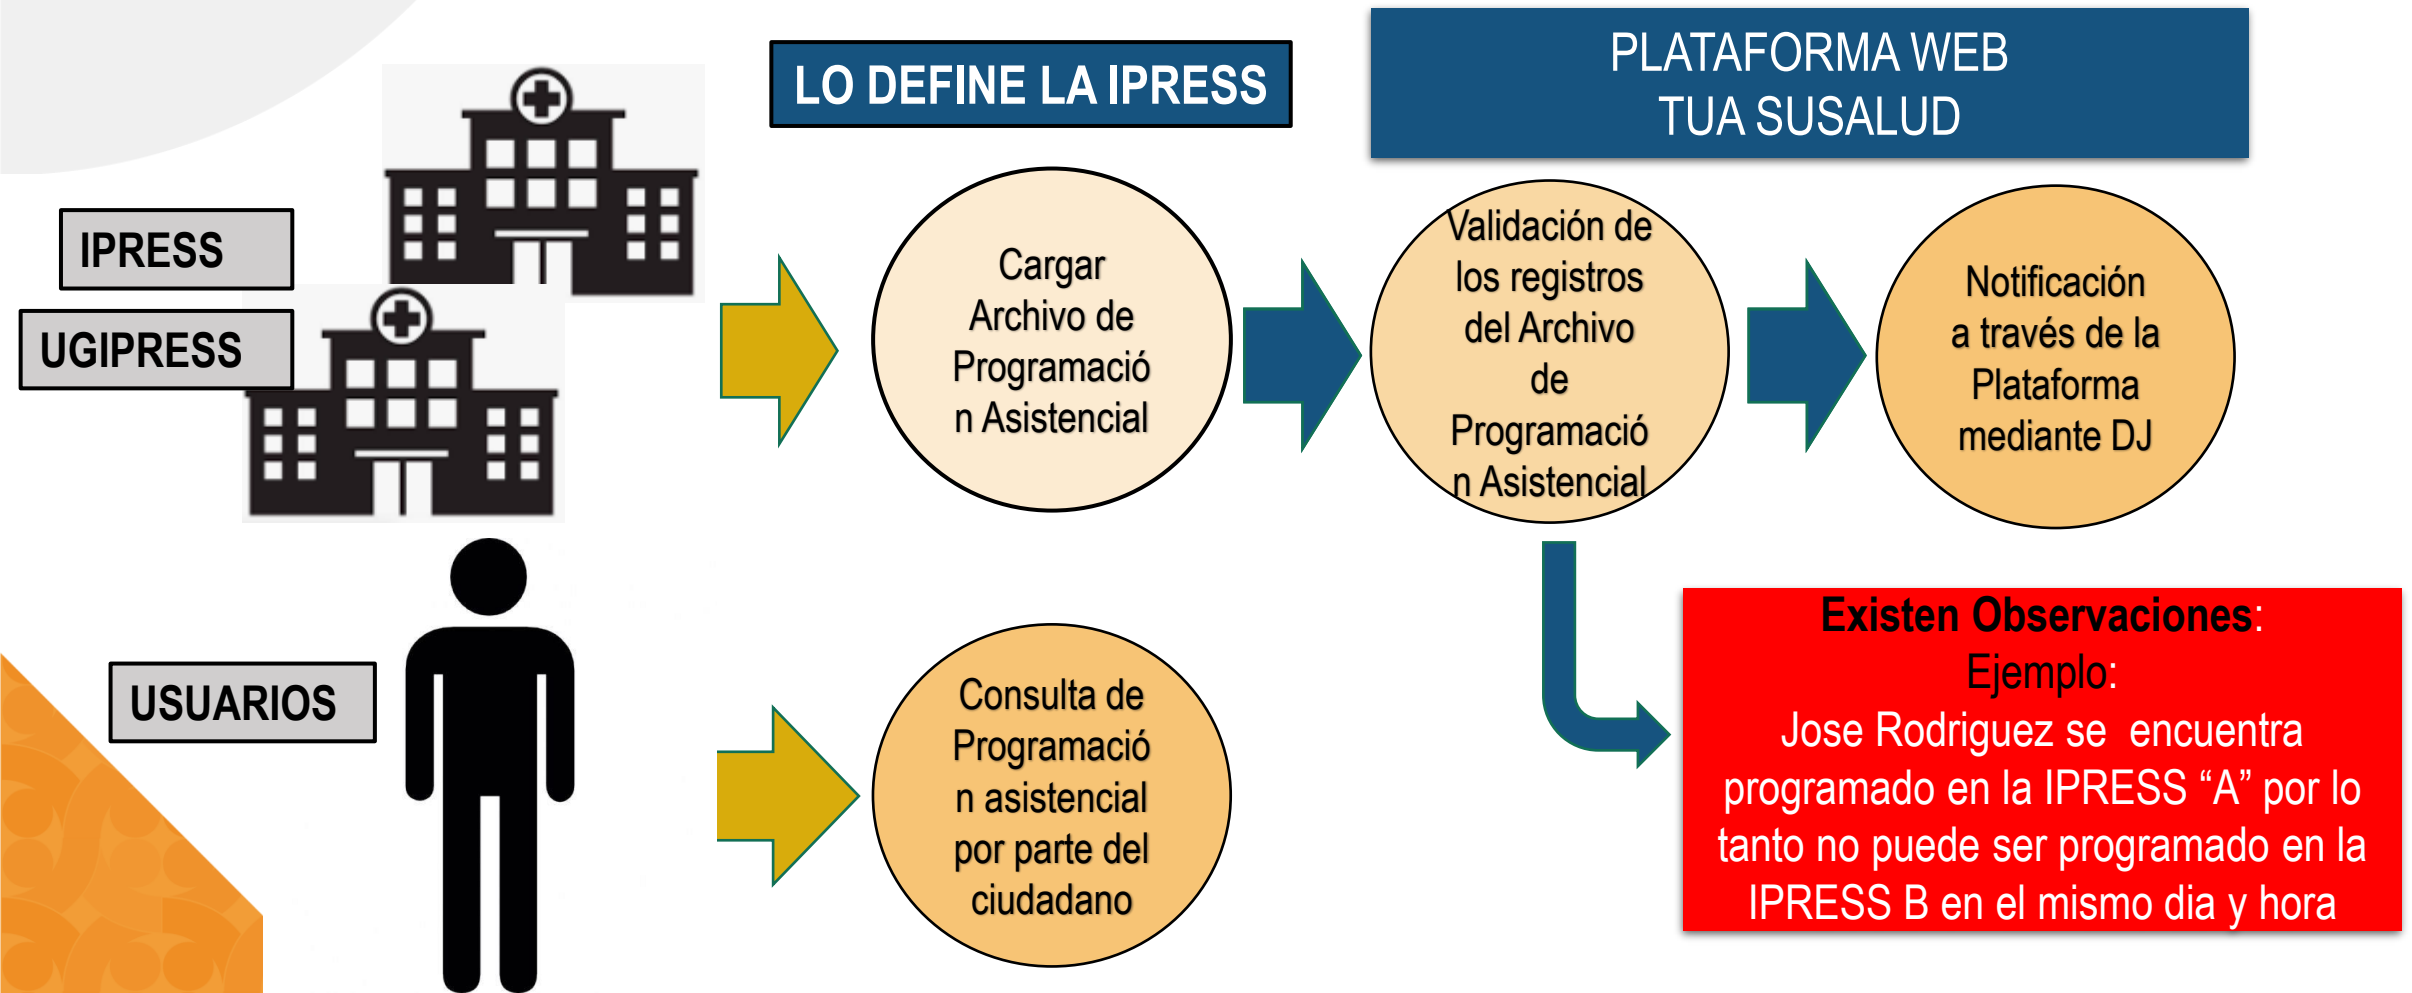 LO DEFINE LA IPRESS
PLATAFORMA WEB
TUA SUSALUD
IPRESS
UGIPRESS
Cargar
Archivo de
Programació
n Asistencial
Validación de
los registros
del Archivo
de
Programació
n Asistencial
Notificación
a través de la
Plataforma
mediante DJ
USUARIOS
Consulta de
Programació
n asistencial
por parte del
ciudadano
Existen Observaciones:
Ejemplo:
Jose Rodriguez se encuentra
programado en la IPRESS “A” por lo
tanto no puede ser programado en la
IPRESS B en el mismo dia y hora